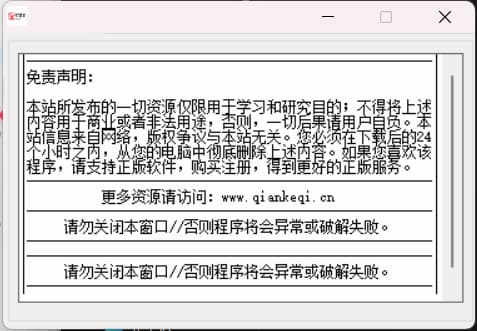 免责声明：
本站所发布的一切资源仅限用于学习和研究目的；不得将上述
内容用于商业或者非法用途，否则，一切后果请用户自负。本
站信息来自网络，版权争议与本站无关。您必须在下载后的24
个小时之内，从您的电脑中彻底删除上述内容。如果您喜欢该
程序，请支持正版软件，购买注册，得到更好的正版服务。
更多资源请访问：www.qiankeqi.cn
请勿关闭本窗口//否则程序将会异常或破解失败。
请勿关闭本窗口//否则程序将会异常或破解失败。